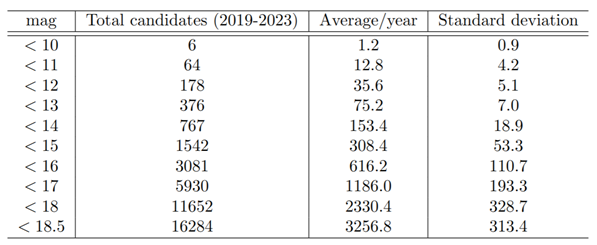 mag Total candidates (2019-2023) Average/year Standard deviation
< 10 6 1.2 0.9
< 11 64 12.8 4.2
< 12 178 35.6 5.1
< 13 376 75.2 7.0
< 14 767 153.4 18.9
< 15 1542 308.4 53.3
< 16 3081 616.2 110.7
< 17 5930 1186.0 193.3
< 18 11652 2330.4 328.7
< 18.5 16284 3256.8 313.4